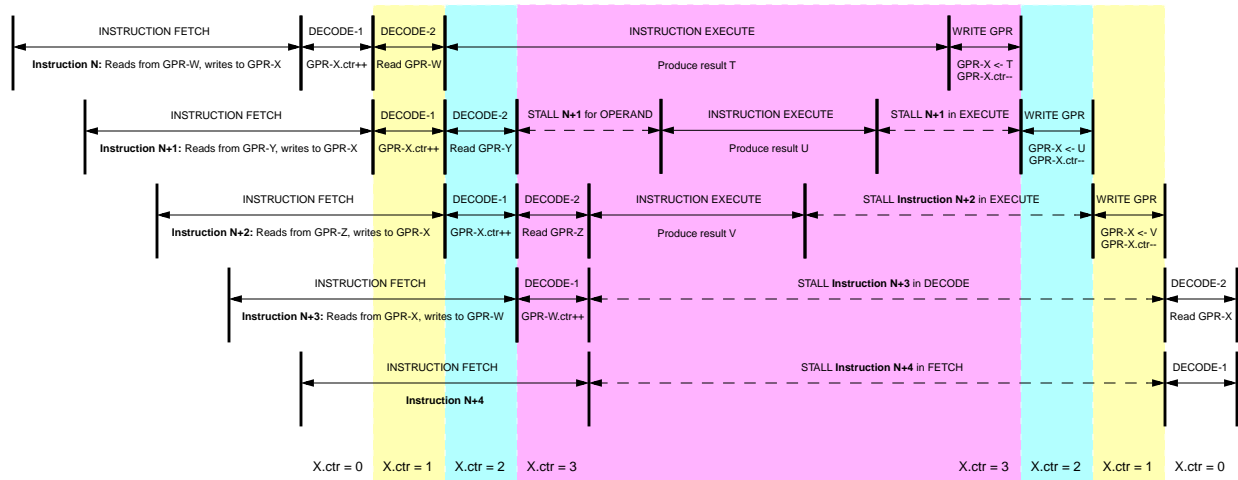 INSTRUCTION FETCH DECODE-1 DECODE-2 INSTRUCTION EXECUTE WRITE GPR
Instruction N: Reads from GPR-W, writes to GPR-X GPR-X.ctr++ Read GPR-W Produce result T GPR-X <- T
GPR-X.ctr--
INSTRUCTION FETCH DECODE-1 DECODE-2 STALL N+1 for OPERAND INSTRUCTION EXECUTE STALL N+1 in EXECUTE WRITE GPR
Instruction N+1: Reads from GPR-Y, writes to GPR-X GPR-X.ctr++ Read GPR-Y Produce result U GPR-X <- U
GPR-X.ctr--
INSTRUCTION FETCH DECODE-1 DECODE-2 INSTRUCTION EXECUTE STALL Instruction N+2 in EXECUTE WRITE GPR
Instruction N+2: Reads from GPR-Z, writes to GPR-X GPR-X.ctr++ Read GPR-Z Produce result V GPR-X <- V
GPR-X.ctr--
INSTRUCTION FETCH DECODE-1 STALL Instruction N+3 in DECODE DECODE-2
Instruction N+3: Reads from GPR-X, writes to GPR-W GPR-W.ctr++ Read GPR-X
INSTRUCTION FETCH STALL Instruction N+4 in FETCH DECODE-1
Instruction N+4
X.ctr = 0 X.ctr = 1 X.ctr = 2 X.ctr = 3 X.ctr = 3 X.ctr = 2 X.ctr = 1 X.ctr = 0